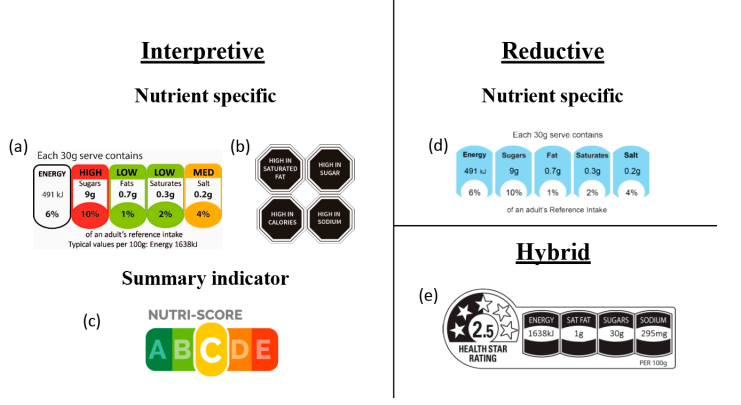 Interpretive
Nutrient specific
(a)
Each 30g serve contains
ENERGY HIGH LOW LOW MED
Sugars Fats Saturates Salt
491 kJ 9g 0.7g 0.3g 0.2g
6% 10% 1% 2% 4%
of an adult's reference intake
Typical values per 100g: Energy 1638kJ
(b)
HIGH IN
SATURATED
FAT
HIGH IN
SUGAR
HIGH IN
CALORIES
HIGH IN
SODIUM
Summary indicator
(c)
NUTRI-SCORE
A B C D E
Reductive
Nutrient specific
(d)
Each 30g serve contains
Energy Sugars Fat Saturates Salt
491 kJ 9g 0.7g 0.3g 0.2g
6% 10% 1% 2% 4%
of an adult's Reference intake
Hybrid
(e)
2.5
HEALTH STAR
RATING
ENERGY SAT FAT SUGARS SODIUM
1638kJ 1g 30g 295mg
PER 100g